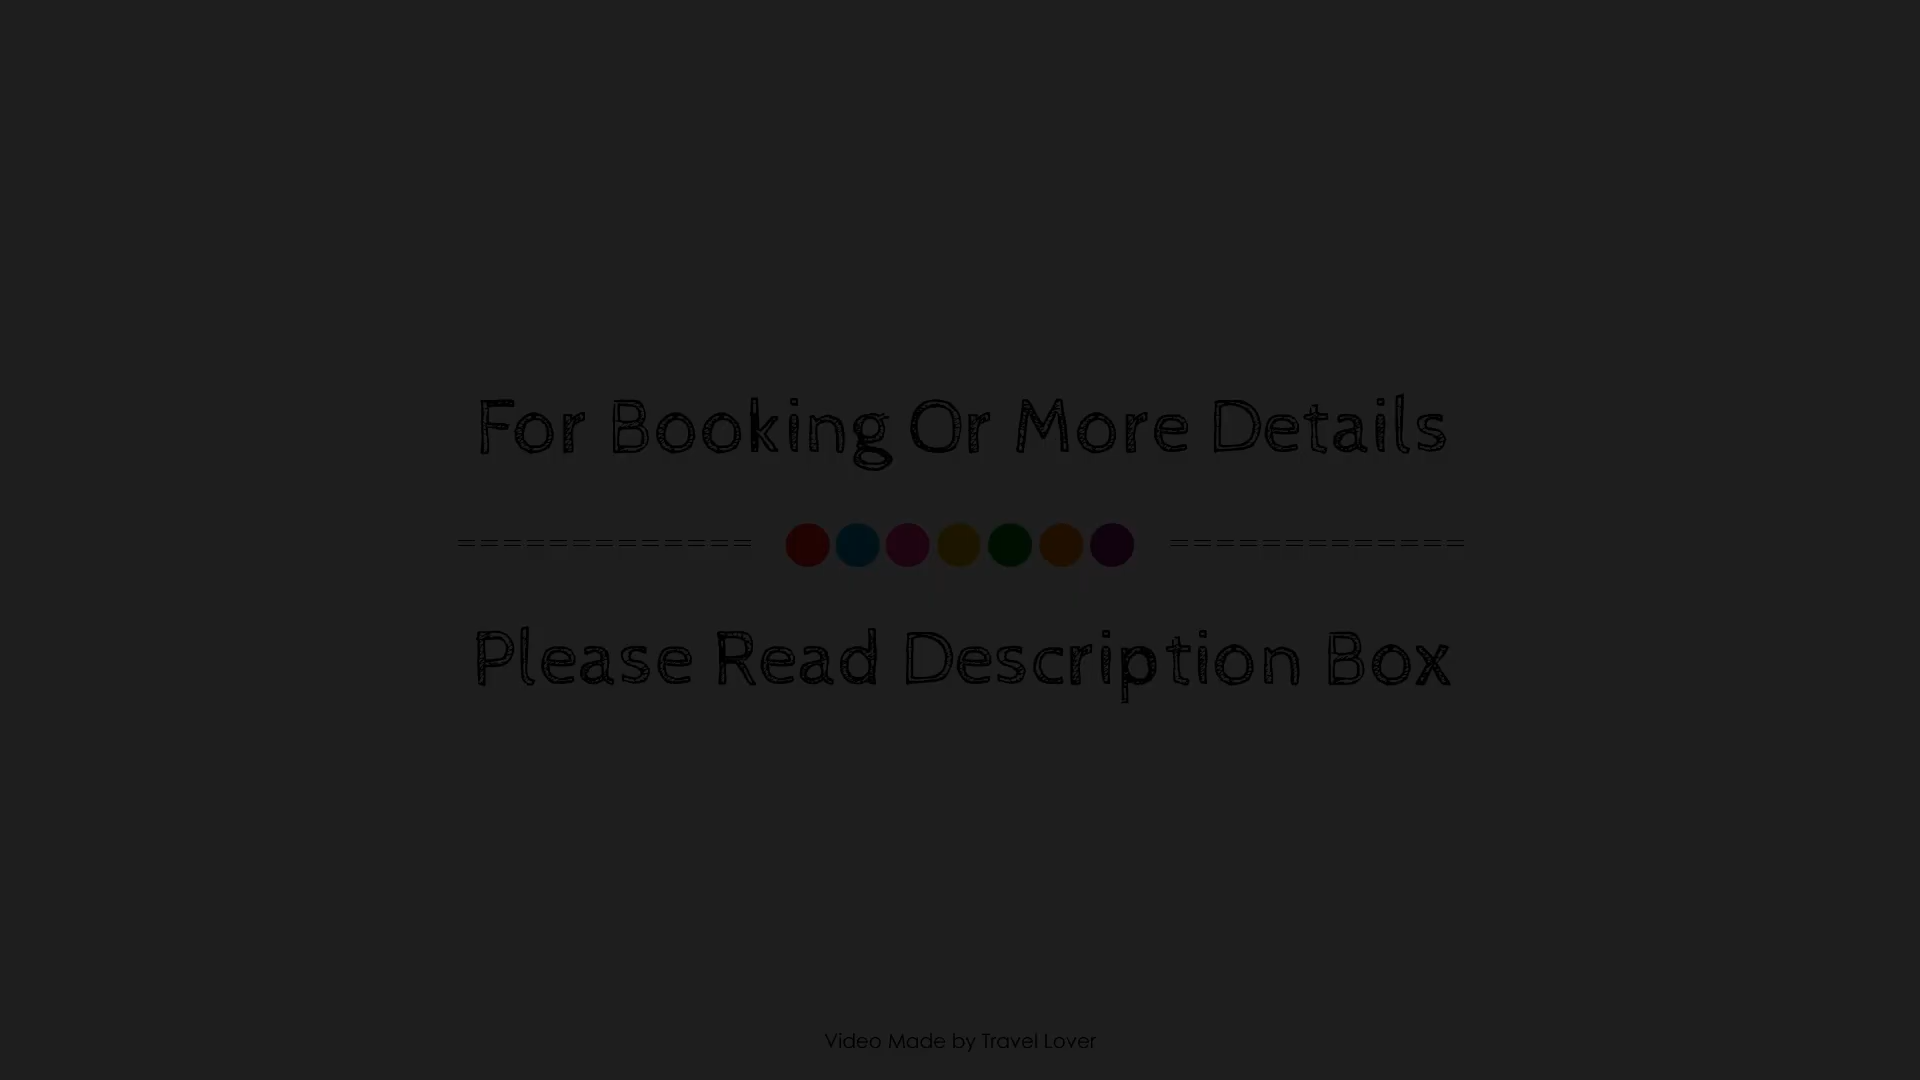 For Booking Or More Details
============= =============
Please Read Description Box
Video Made by Travel Lover